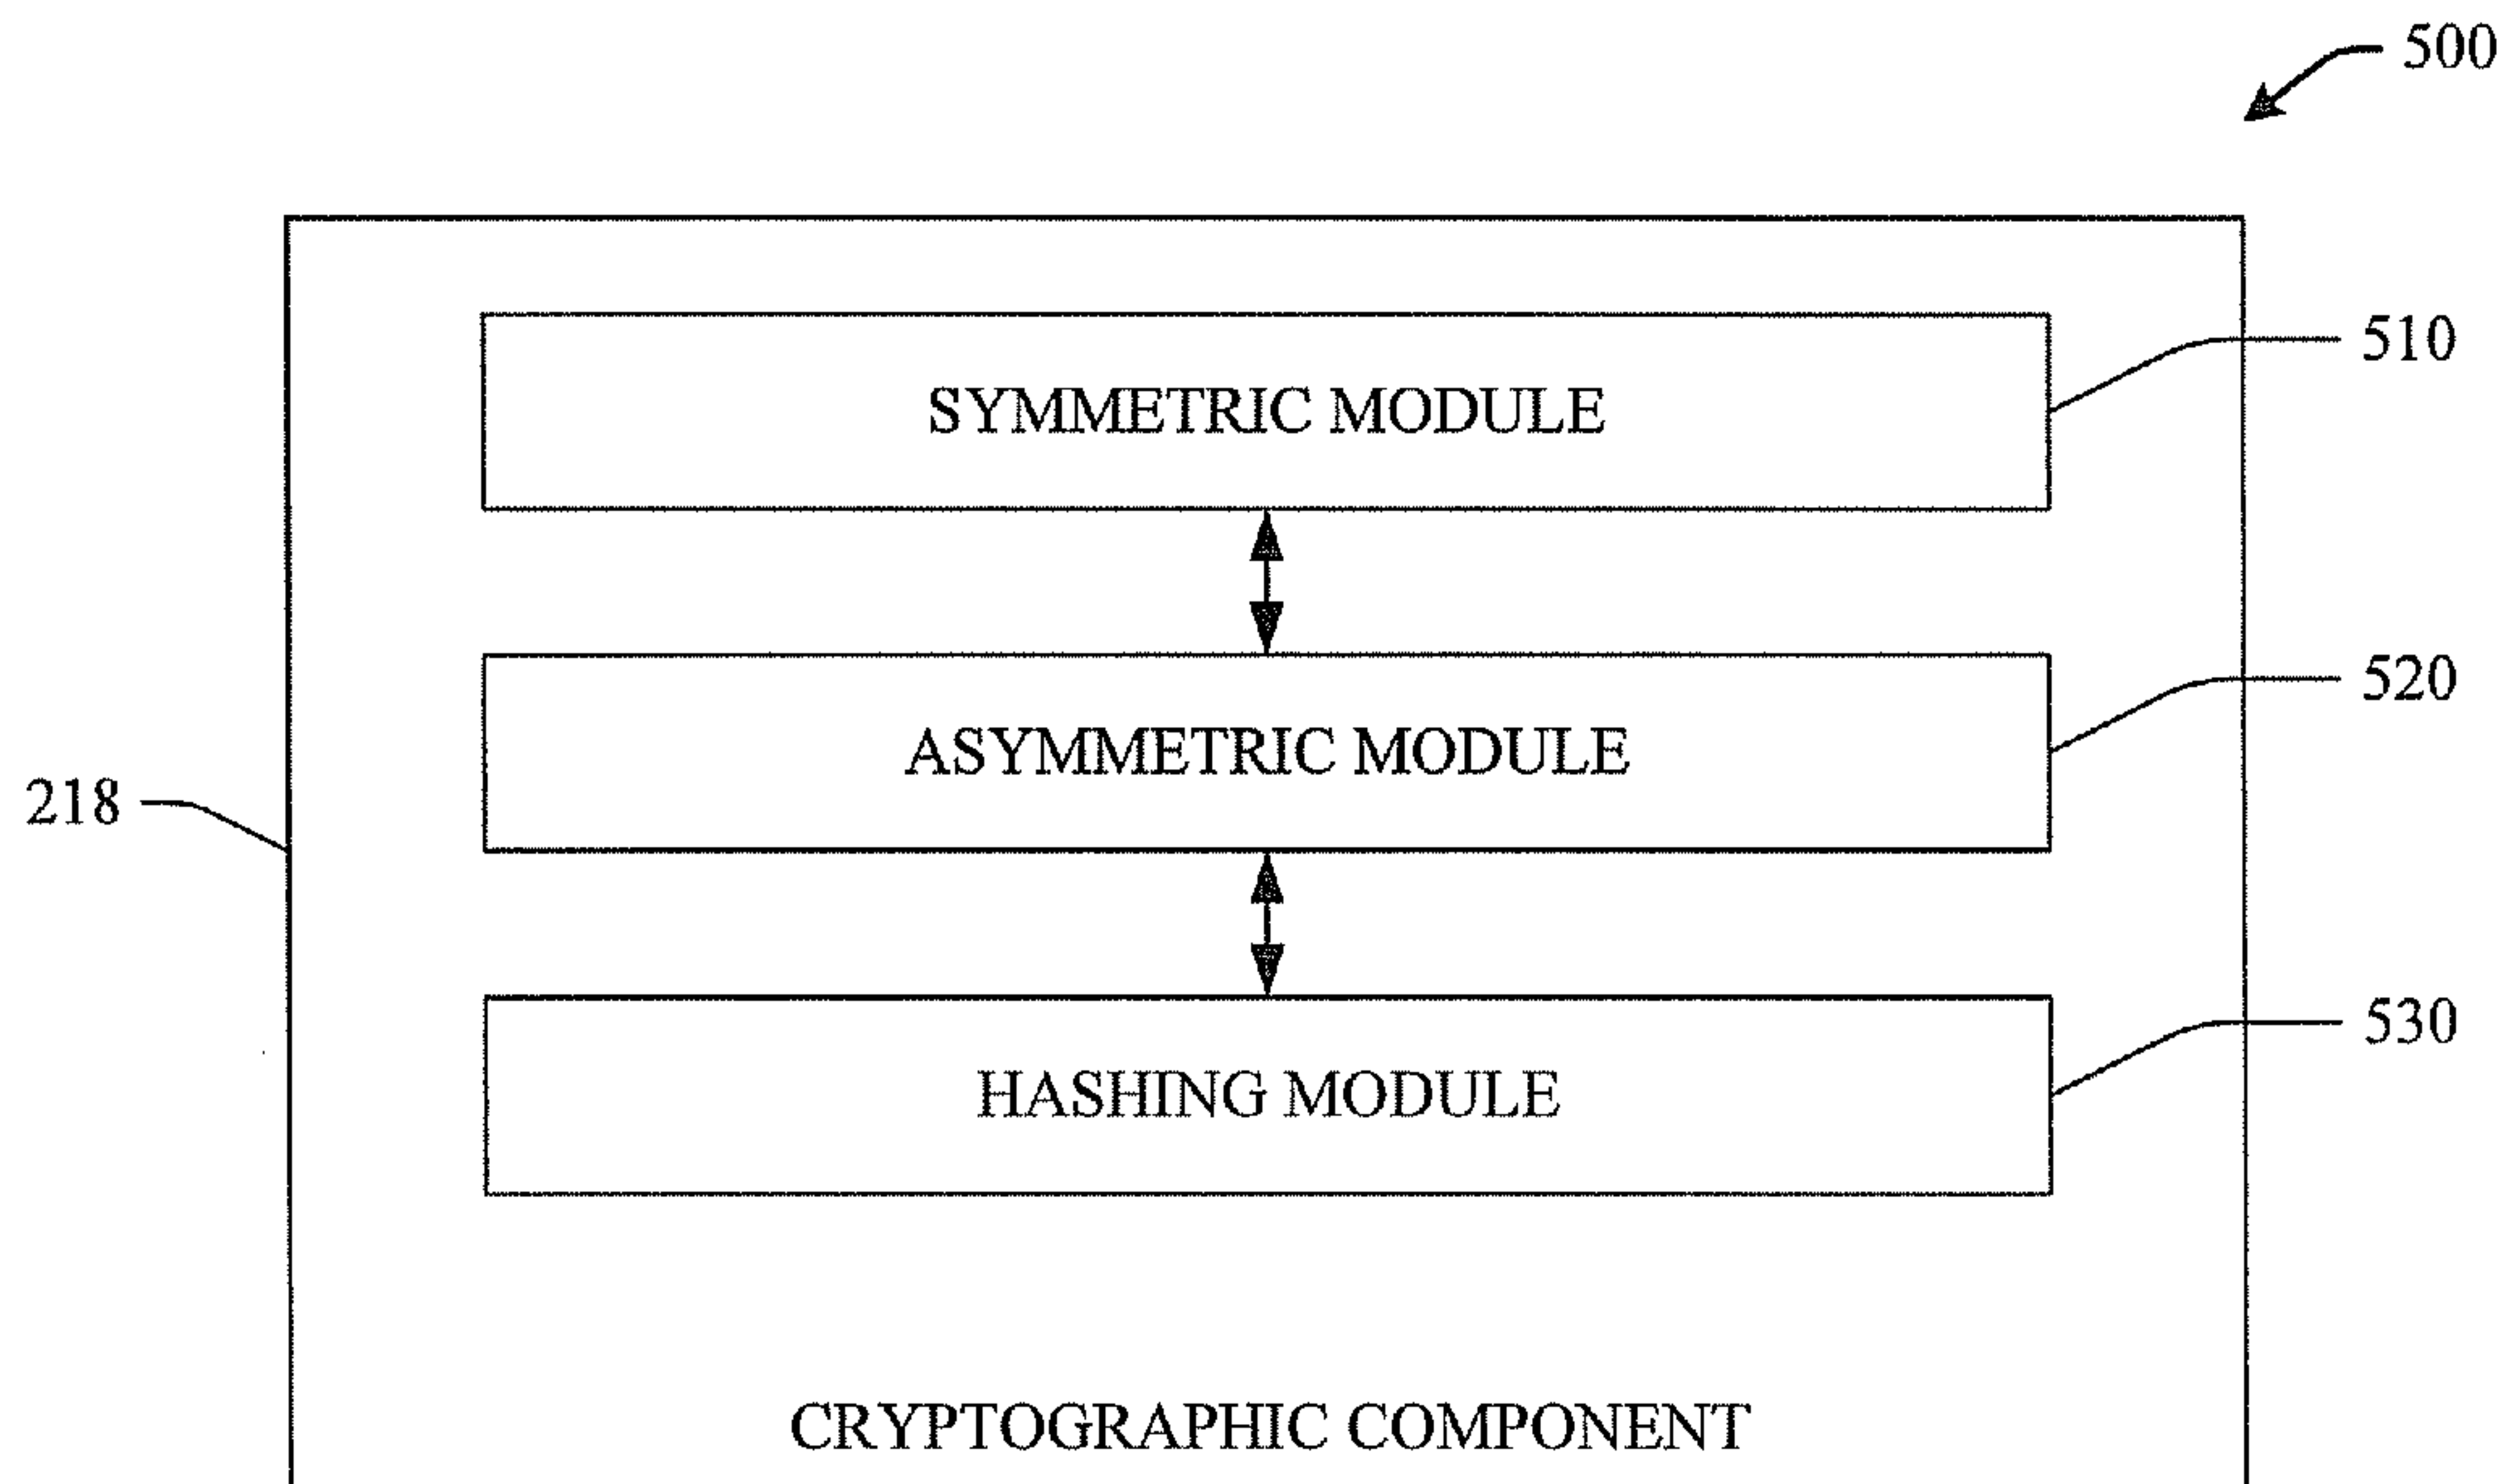 500
510
SYMMETRIC MODULE
520
ASYMMETRIC MODULE
218
530
HASHING MODULE
CRYPTOGRAPHIC COMPONENT